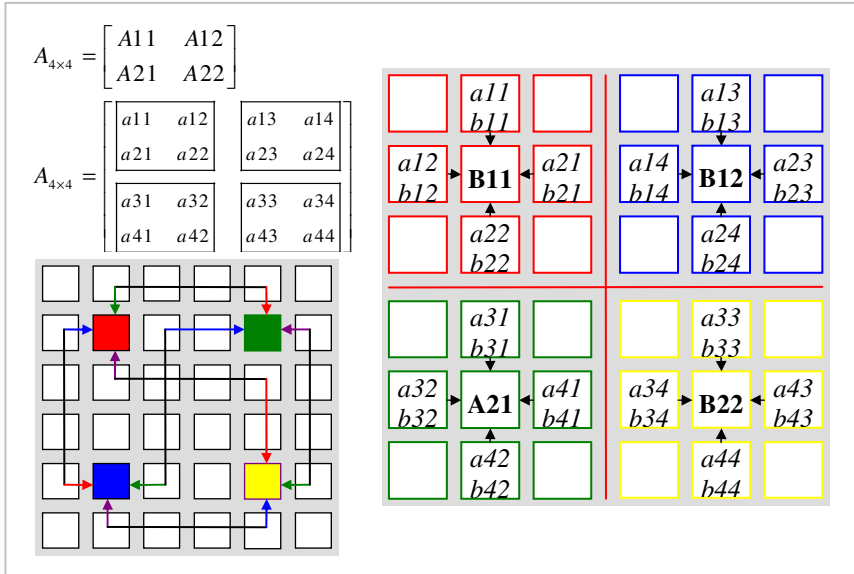 A4×4 = [ A11 A12
A21 A22 ]
A4×4 = [ a11 a12 a13 a14
a21 a22 a23 a24
a31 a32 a33 a34
a41 a42 a43 a44 ]
a11
b11
a12
b12
B11
a21
b21
a22
b22
a13
b13
a14
b14
B12
a23
b23
a24
b24
a31
b31
a32
b32
A21
a41
b41
a42
b42
a33
b33
a34
b34
B22
a43
b43
a44
b44